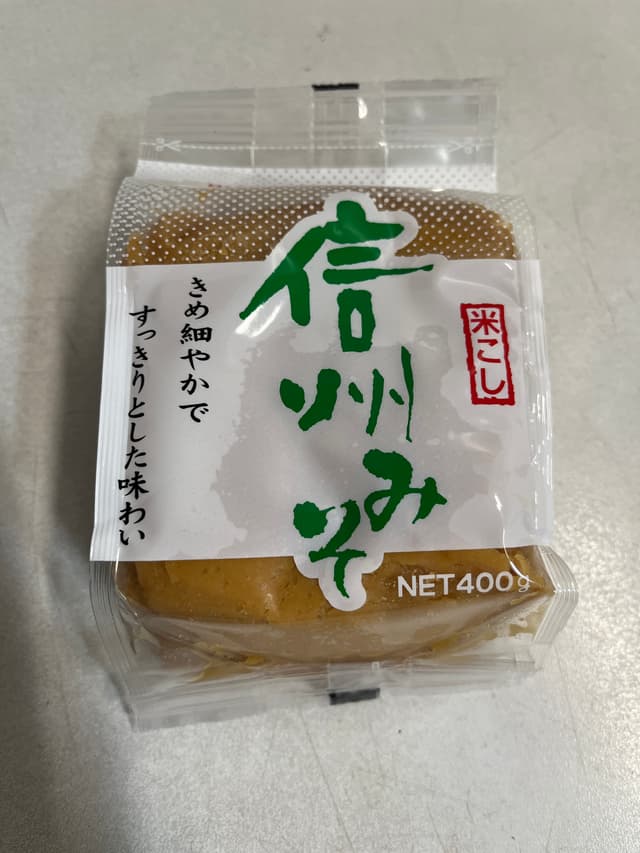 米こし
信州みそ
きめ細やかで
すっきりとした味わい
NET400g